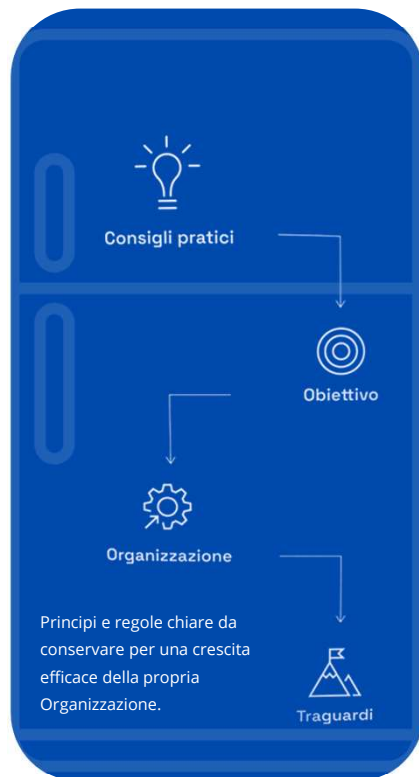 Consigli pratici
Obiettivo
Organizzazione
Principi e regole chiare da
conservare per una crescita
efficace della propria
Organizzazione.
Traguardi